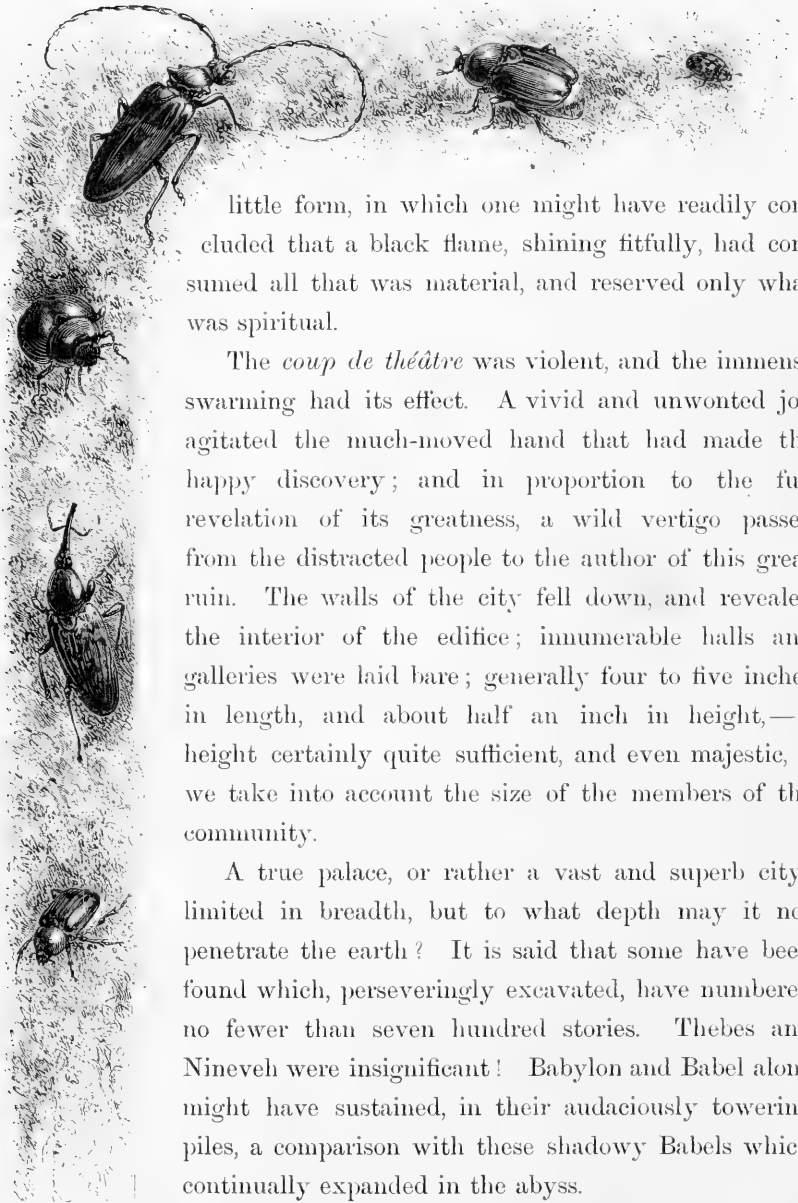 little form, in which one might have readily con
cluded that a black flame, shining fitfully, had con
sumed all that was material, and reserved only wha
was spiritual.
The coup de théâtre was violent, and the immens
swarming had its effect. A vivid and unwonted jo
agitated the much-moved hand that had made th
happy discovery; and in proportion to the fu
revelation of its greatness, a wild vertigo passe
from the distracted people to the author of this grea
ruin. The walls of the city fell down, and reveale
the interior of the edifice; innumerable halls an
galleries were laid bare; generally four to five inche
in length, and about half an inch in height,—
height certainly quite sufficient, and even majestic,
we take into account the size of the members of th
community.
A true palace, or rather a vast and superb city
limited in breadth, but to what depth may it no
penetrate the earth? It is said that some have bee
found which, perseveringly excavated, have numbere
no fewer than seven hundred stories. Thebes an
Nineveh were insignificant! Babylon and Babel alon
might have sustained, in their audaciously towerin
piles, a comparison with these shadowy Babels whic
continually expanded in the abyss.